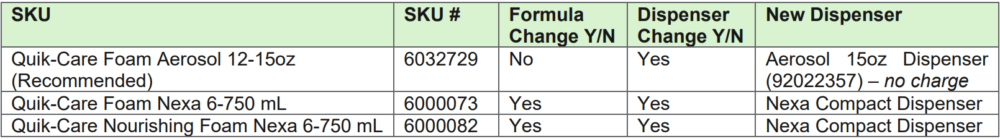 SKU SKU # Formula Change Y/N Dispenser Change Y/N New Dispenser
Quik-Care Foam Aerosol 12-15oz (Recommended) 6032729 No Yes Aerosol 15oz Dispenser (92022357) – no charge
Quik-Care Foam Nexa 6-750 mL 6000073 Yes Yes Nexa Compact Dispenser
Quik-Care Nourishing Foam Nexa 6-750 mL 6000082 Yes Yes Nexa Compact Dispenser